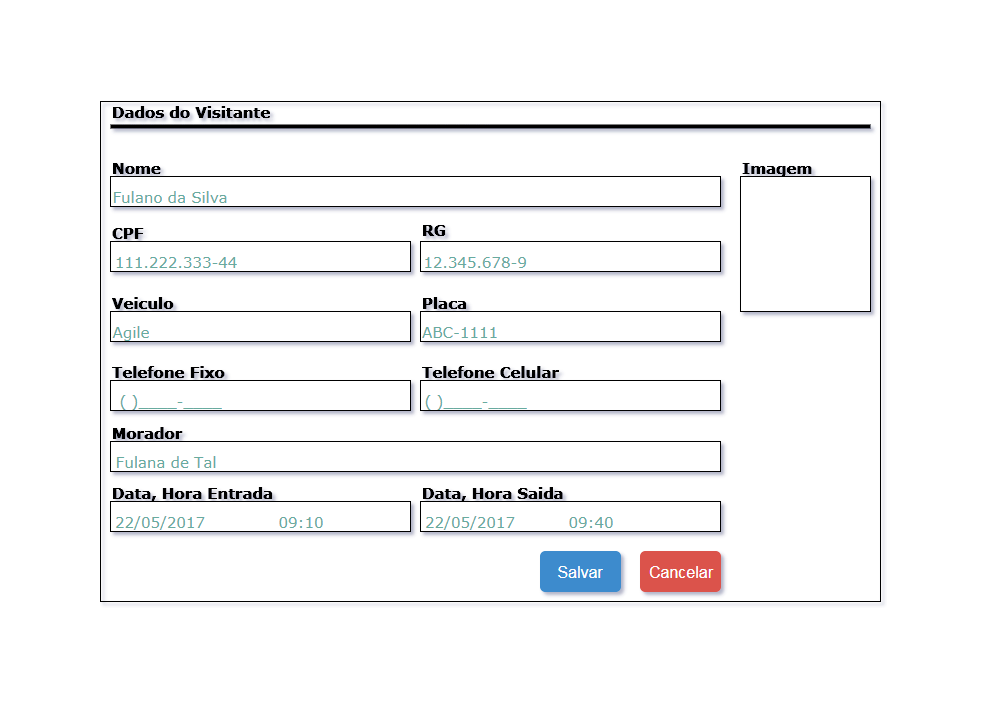 Dados do Visitante
Nome
Imagem
Fulano da Silva
CPF
RG
111.222.333-44
12.345.678-9
Veiculo
Placa
Agile
ABC-1111
Telefone Fixo
Telefone Celular
( )____-____
( )____-____
Morador
Fulana de Tal
Data, Hora Entrada
Data, Hora Saida
22/05/2017 09:10
22/05/2017 09:40
Salvar
Cancelar